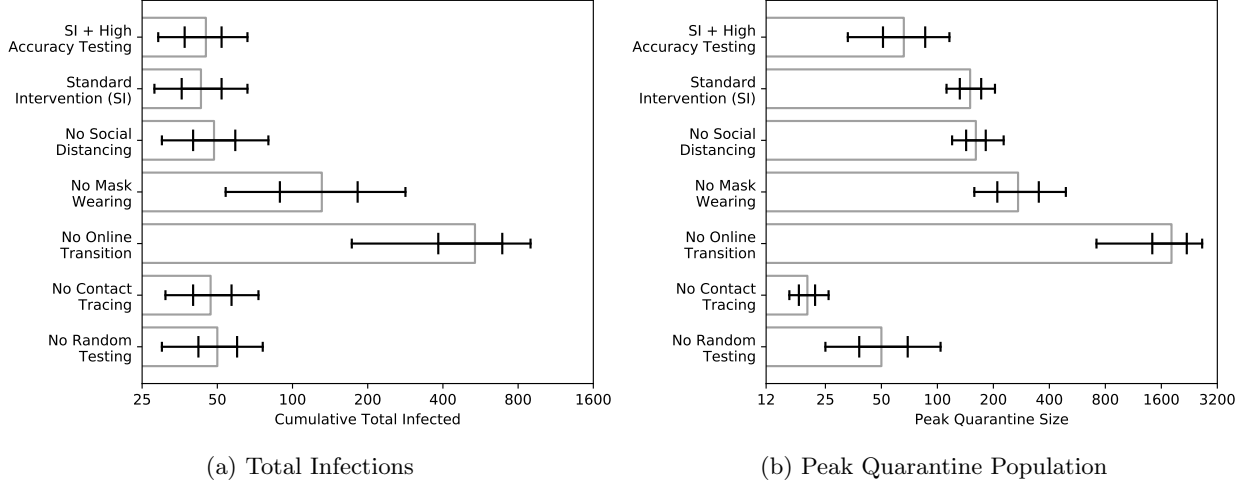 SI + High
Accuracy Testing
Standard
Intervention (SI)
No Social
Distancing
No Mask
Wearing
No Online
Transition
No Contact
Tracing
No Random
Testing
25 50 100 200 400 800 1600
Cumulative Total Infected
(a) Total Infections
SI + High
Accuracy Testing
Standard
Intervention (SI)
No Social
Distancing
No Mask
Wearing
No Online
Transition
No Contact
Tracing
No Random
Testing
12 25 50 100 200 400 800 1600 3200
Peak Quarantine Size
(b) Peak Quarantine Population